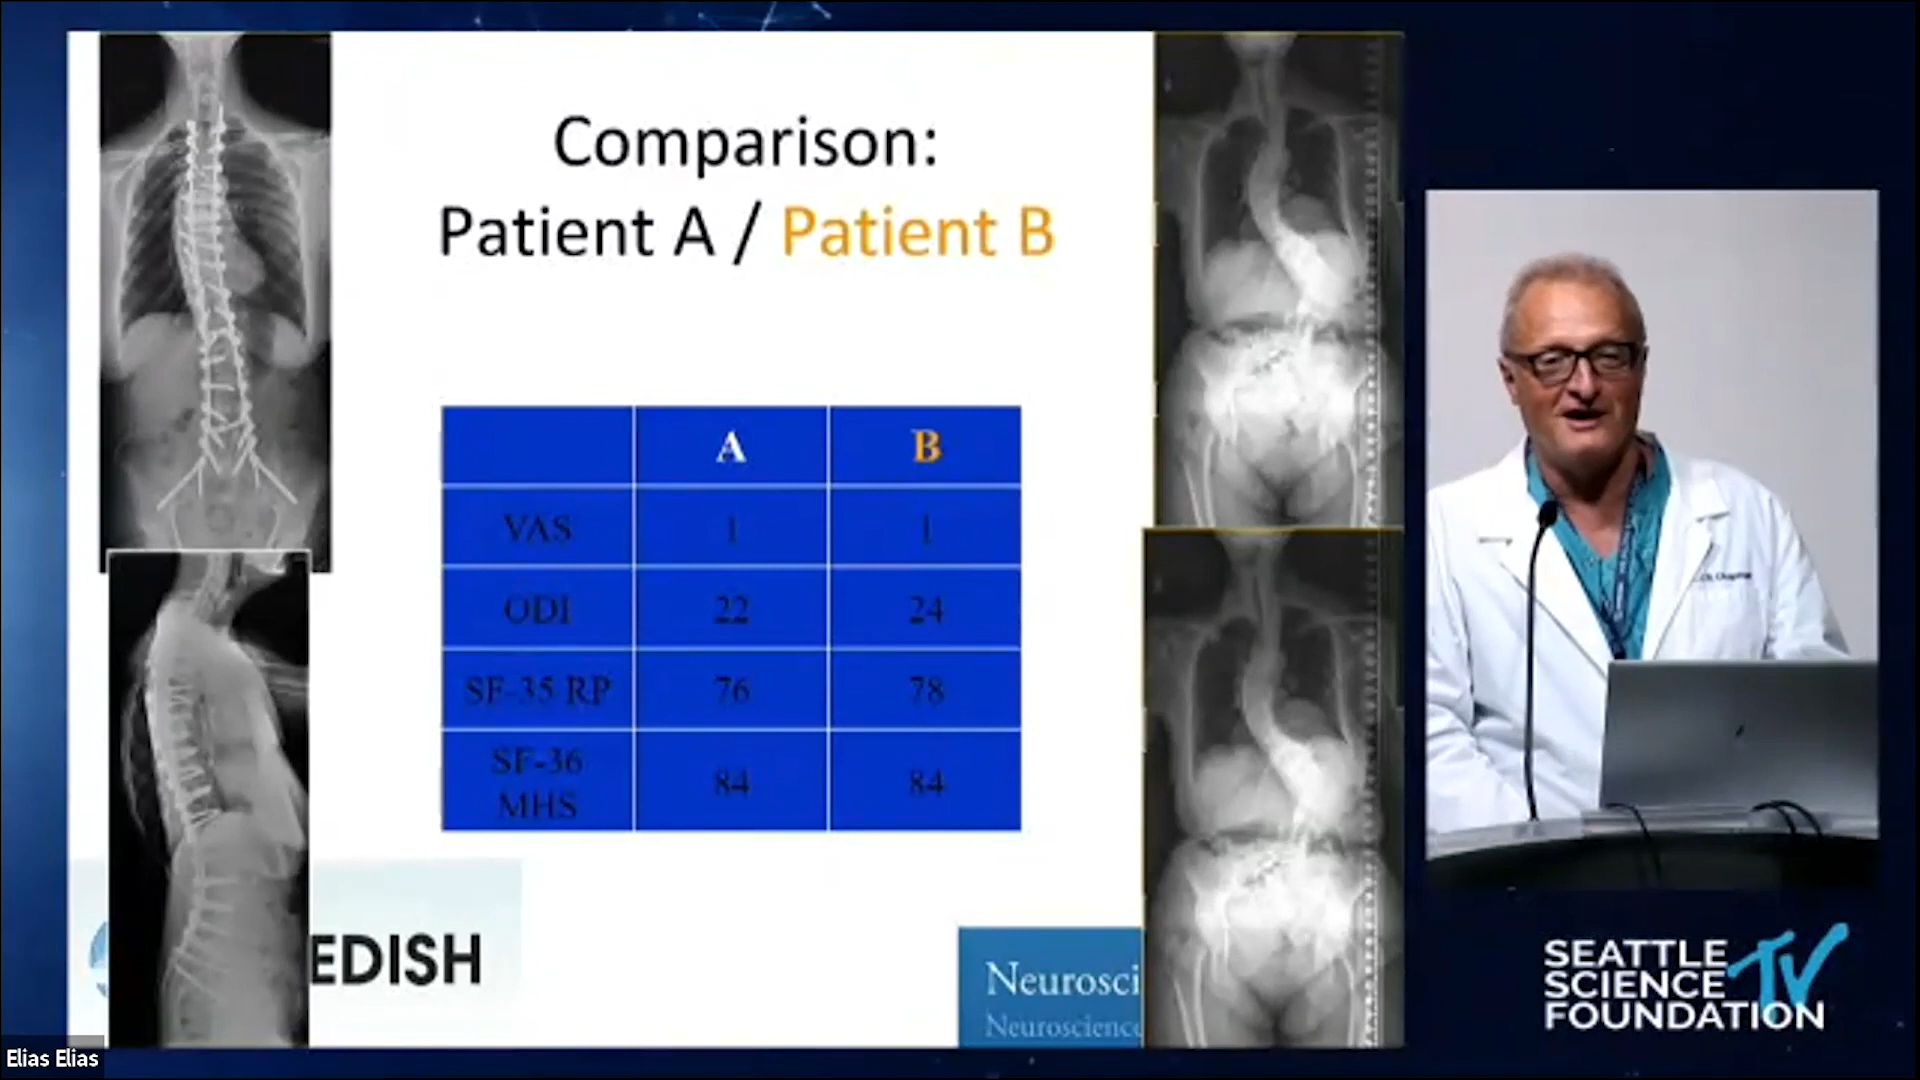 Comparison:
Patient A / Patient B
A B
VAS 1 1
ODI 22 24
SF-35 RP 76 78
SF-36
MHS 84 84
EDISH
Neurosci
Neuroscience
SEATTLE
SCIENCE TV
FOUNDATION
Elias Elias